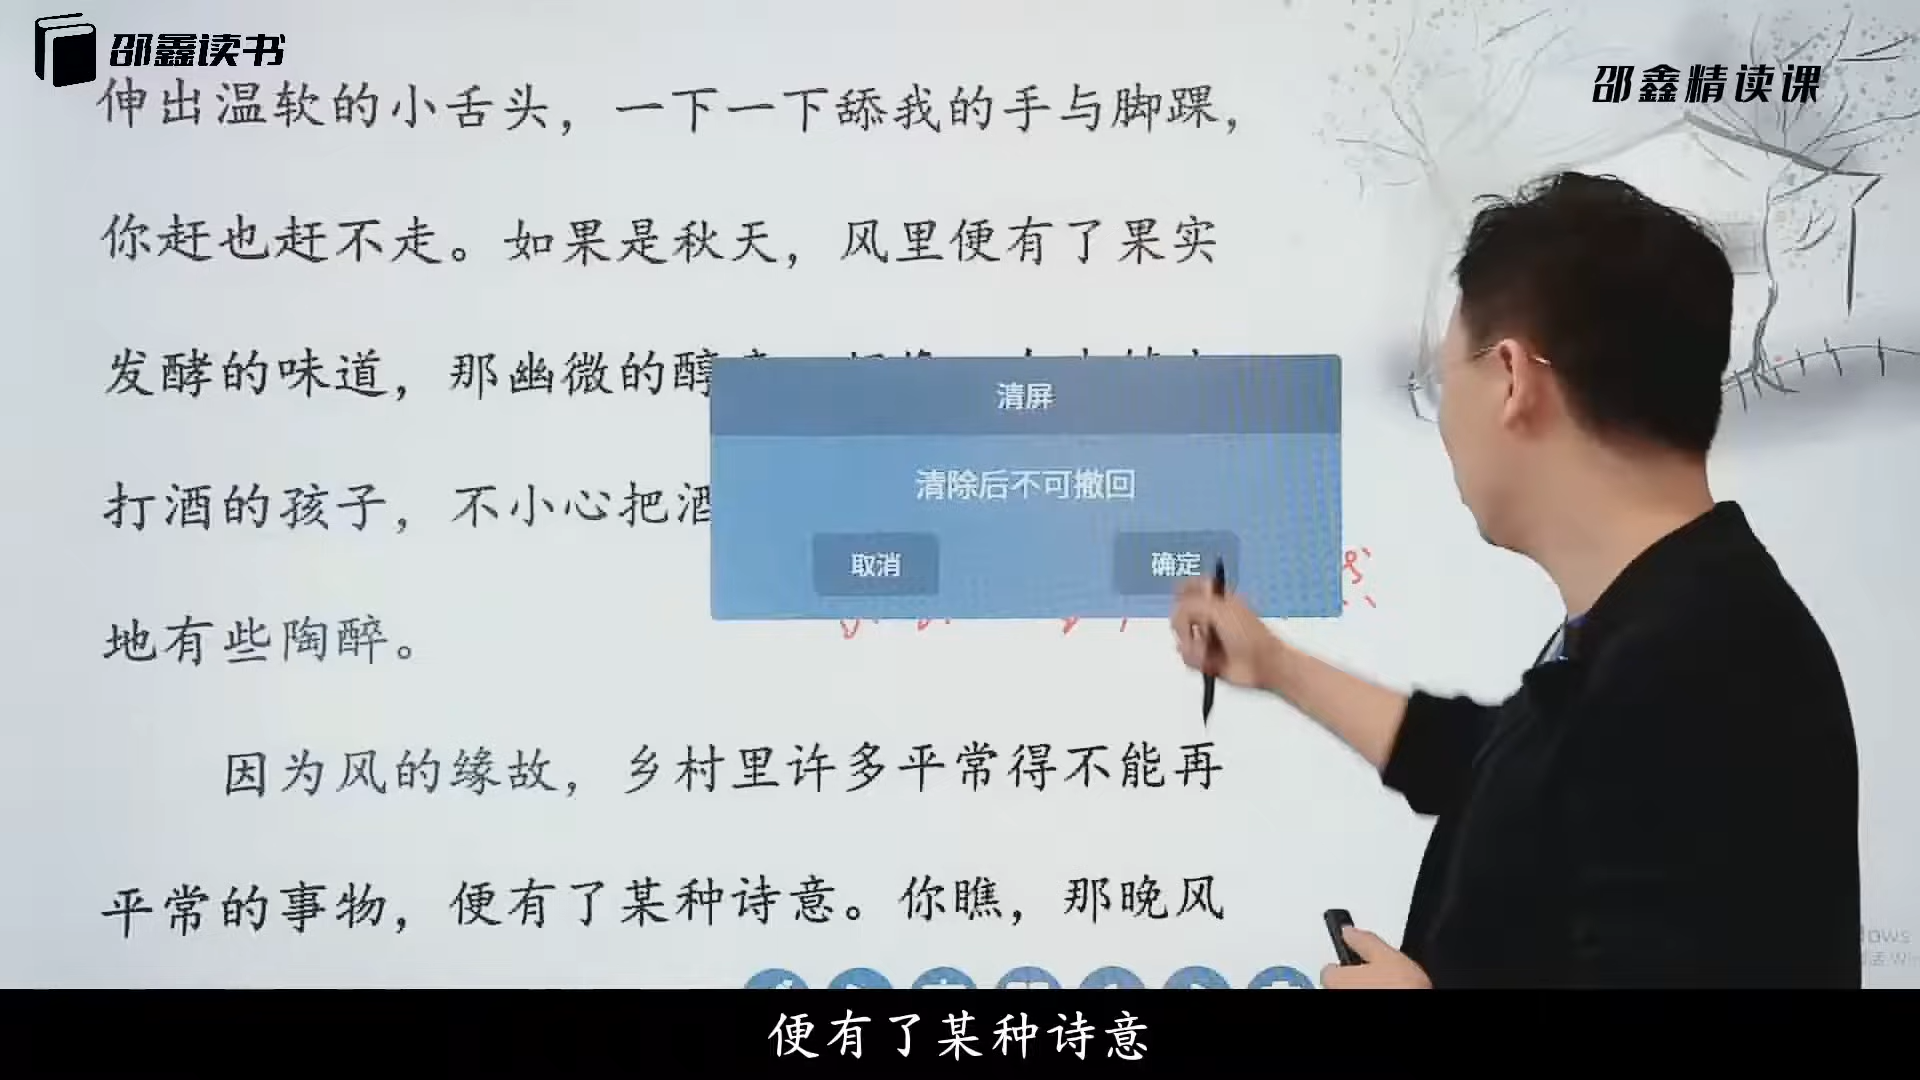 邵鑫读书
邵鑫精读课
伸出温软的小舌头，一下一下舔我的手与脚踝，
你赶也赶不走。如果是秋天，风里便有了果实
发酵的味道，那幽微的醇
清屏
清除后不可撤回
取消
确定
打酒的孩子，不小心把酒
地有些陶醉。
因为风的缘故，乡村里许多平常得不能再
平常的事物，便有了某种诗意。你瞧，那晚风
便有了某种诗意